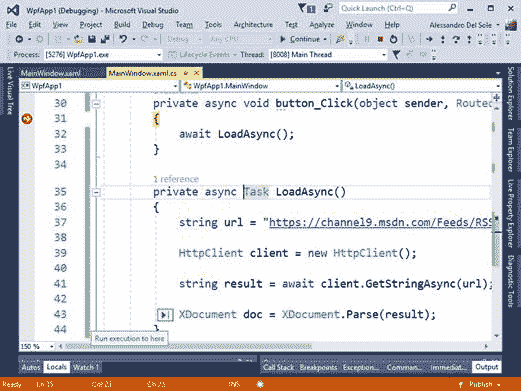 WpfApp1 (Debugging) - Microsoft Visual Studio
Quick Launch (Ctrl+Q)
File Edit View Project Build Debug Team Tools Architecture Test Analyze Window Help
Alessandro Del Sole
Debug Any CPU Continue
Process: [5276] WpfApp1.exe Lifecycle Events Thread: [8008] Main Thread
MainWindow.xaml MainWindow.xaml.cs
WpfApp1 WpfApp1.MainWindow LoadAsync()
Live Visual Tree
30 private async void button_Click(object sender, Routed
31 {
32 await LoadAsync();
33 }
34
1 reference
35 private async Task LoadAsync()
36 {
37 string url = "https://channel9.msdn.com/Feeds/RSS
38
39 HttpClient client = new HttpClient();
40
41 string result = await client.GetStringAsync(url);
42
43 XDocument doc = XDocument.Parse(result);
44 }
Run execution to here
150 %
Solution Explorer
Team Explorer
Live Property Explorer
Diagnostic Tools
Autos Locals Watch 1
Call Stack Breakpoints Exception... Comman... Immediat... Output
Ready Ln 35 INS Publish